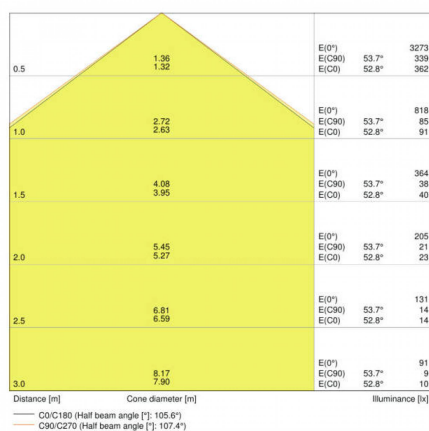 E(0°) 3273
1.36 E(C90) 53.7° 339
0.5 1.32 E(C0) 52.8° 362
E(0°) 818
2.72 E(C90) 53.7° 85
1.0 2.63 E(C0) 52.8° 91
E(0°) 364
4.08 E(C90) 53.7° 38
1.5 3.95 E(C0) 52.8° 40
E(0°) 205
5.45 E(C90) 53.7° 21
2.0 5.27 E(C0) 52.8° 23
E(0°) 131
6.81 E(C90) 53.7° 14
2.5 6.59 E(C0) 52.8° 14
E(0°) 91
8.17 E(C90) 53.7° 9
3.0 7.90 E(C0) 52.8° 10
Distance [m] Cone diameter [m] Illuminance [lx]
C0/C180 (Half beam angle [°]: 105.6°)
C90/C270 (Half beam angle [°]: 107.4°)